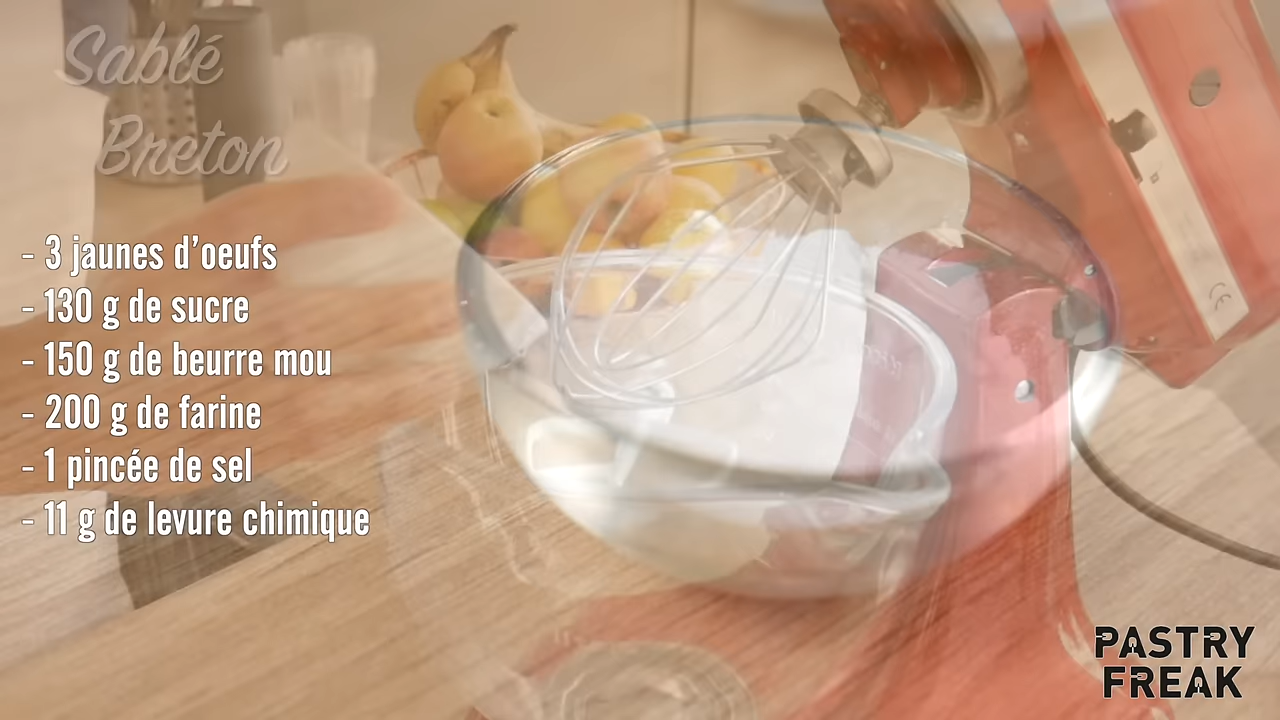 Sablé
Breton
- 3 jaunes d’oeufs
- 130 g de sucre
- 150 g de beurre mou
- 200 g de farine
- 1 pincée de sel
- 11 g de levure chimique
PASTRY
FREAK